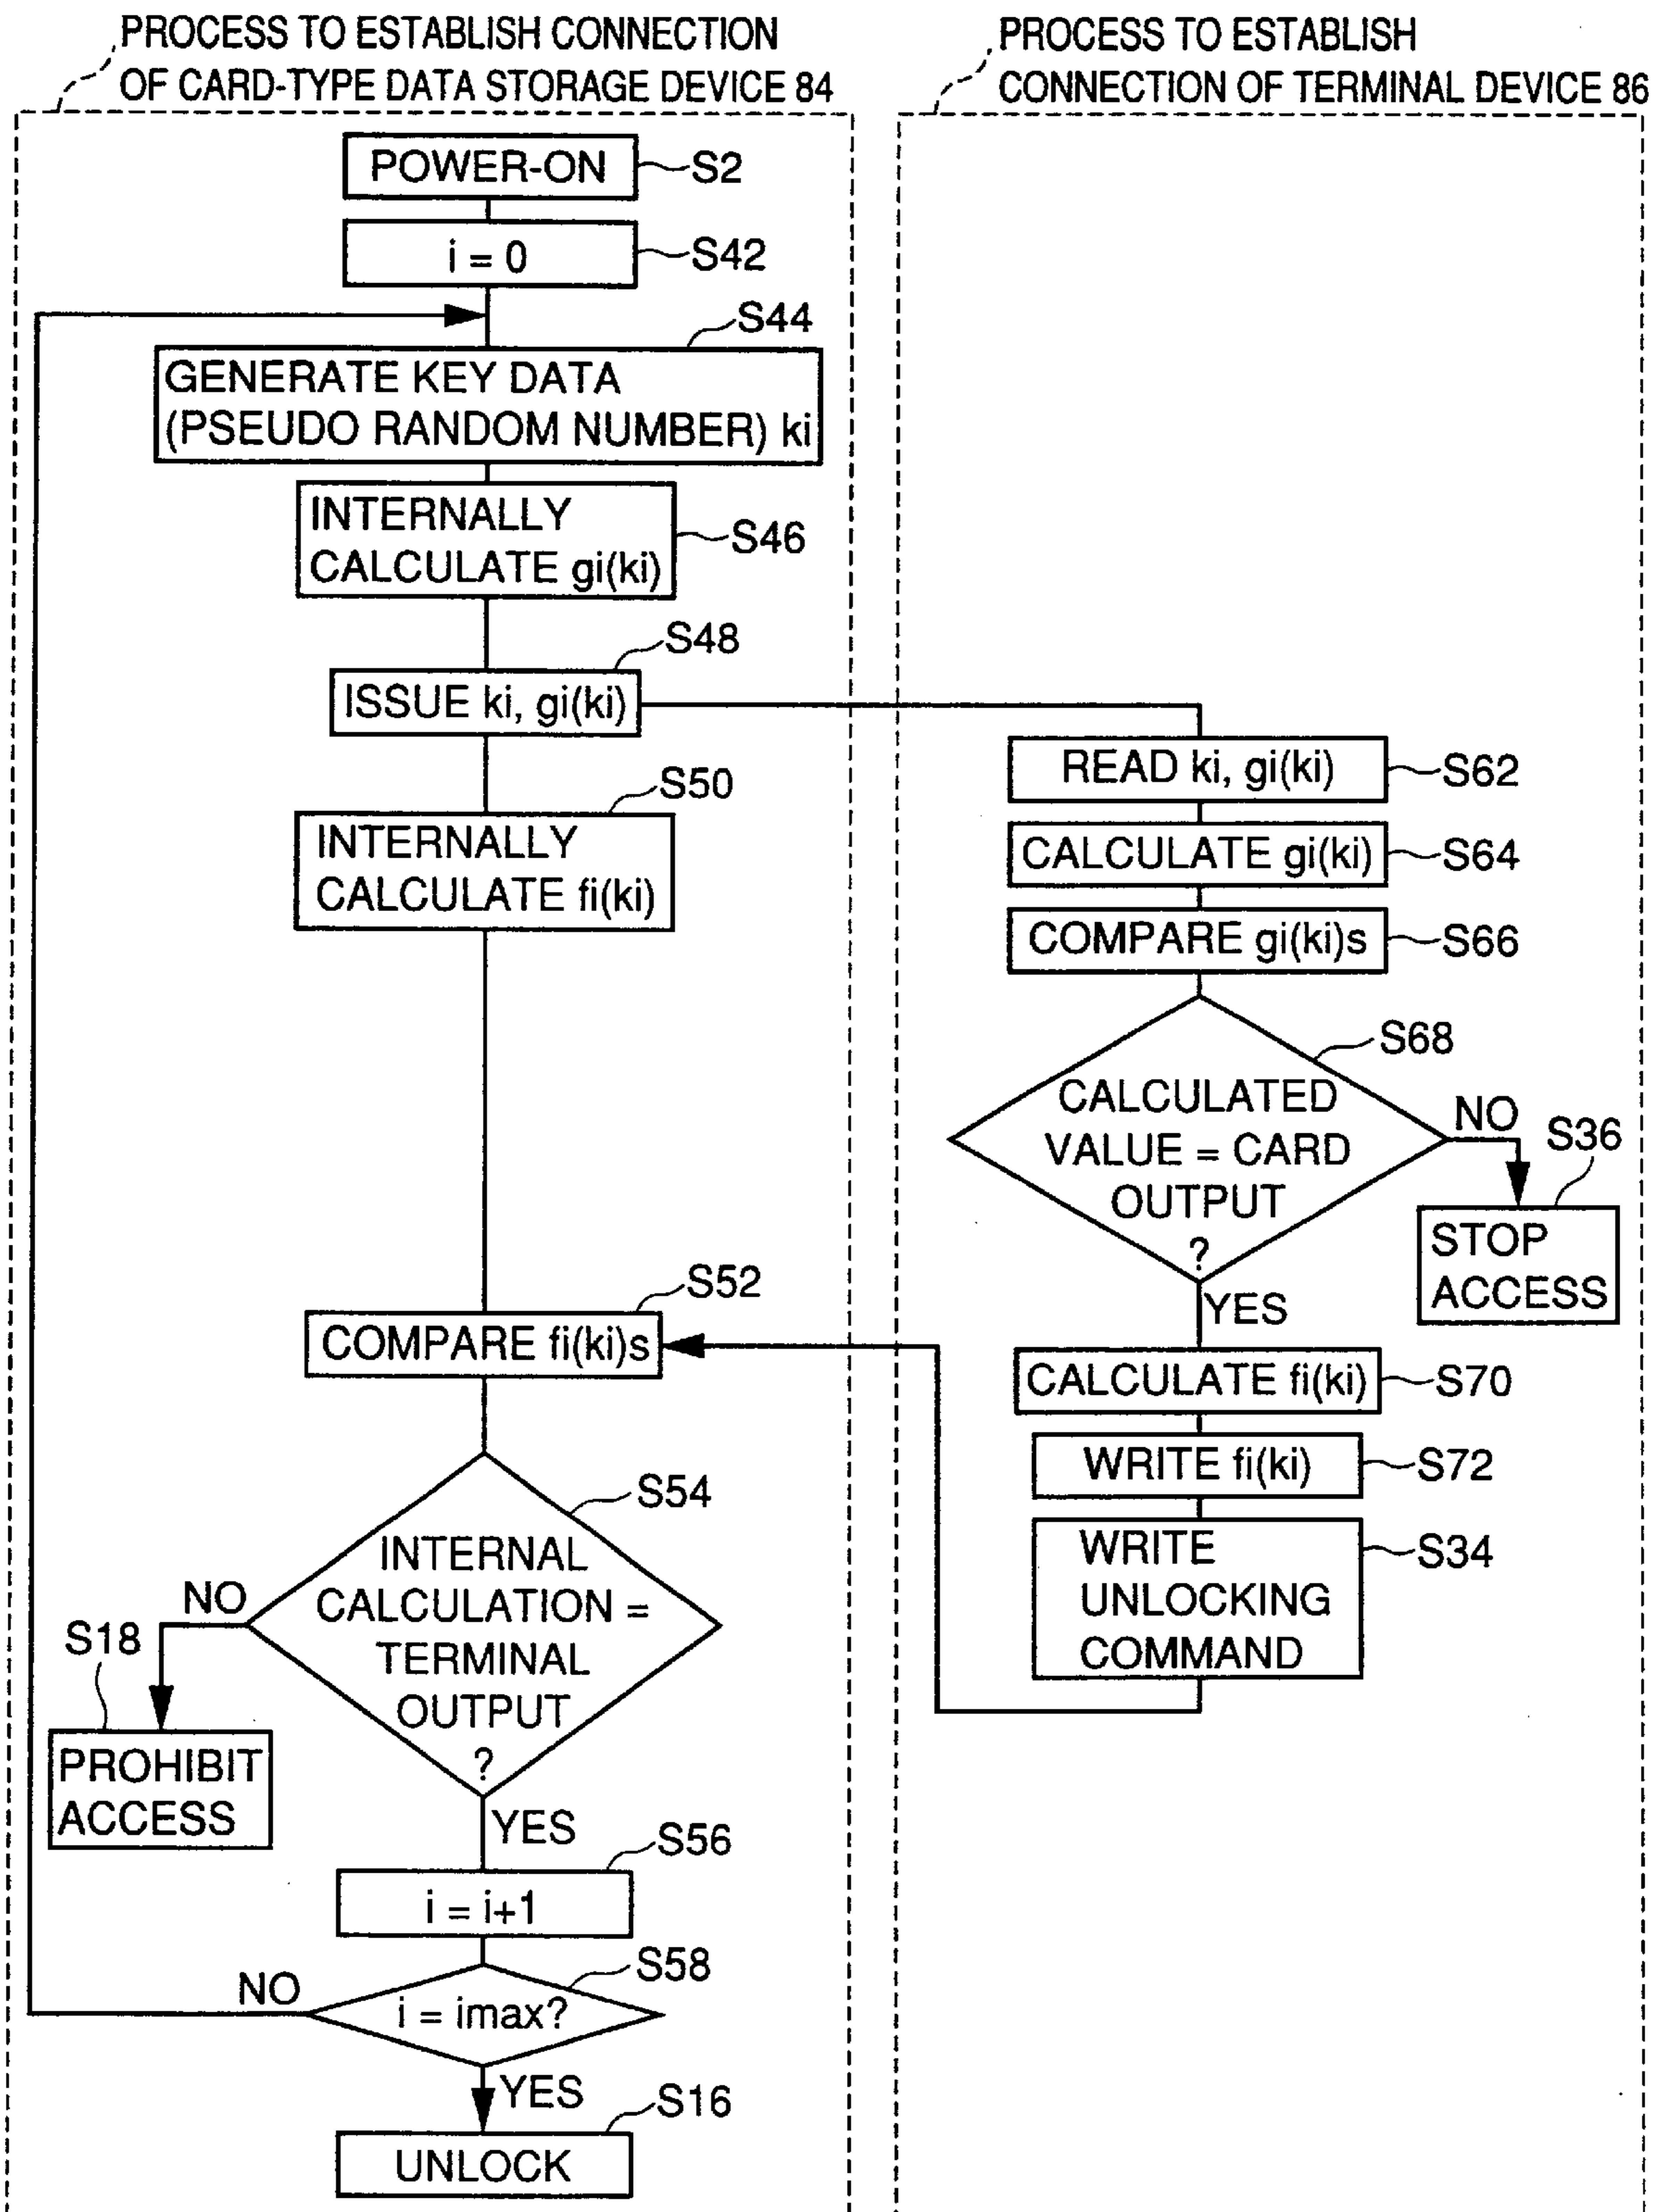 PROCESS TO ESTABLISH CONNECTION
OF CARD-TYPE DATA STORAGE DEVICE 84
PROCESS TO ESTABLISH
CONNECTION OF TERMINAL DEVICE 86
POWER-ON
S2
i = 0
S42
S44
GENERATE KEY DATA
(PSEUDO RANDOM NUMBER) ki
INTERNALLY
CALCULATE gi(ki)
S46
S48
ISSUE ki, gi(ki)
S50
INTERNALLY
CALCULATE fi(ki)
READ ki, gi(ki)
S62
CALCULATE gi(ki)
S64
COMPARE gi(ki)s
S66
S68
CALCULATED
VALUE = CARD
OUTPUT
?
NO
S36
STOP
ACCESS
YES
S52
COMPARE fi(ki)s
CALCULATE fi(ki)
S70
WRITE fi(ki)
S72
WRITE
UNLOCKING
COMMAND
S34
S54
INTERNAL
CALCULATION =
TERMINAL
OUTPUT
?
NO
S18
PROHIBIT
ACCESS
YES
S56
i = i+1
S58
i = imax?
NO
YES
S16
UNLOCK